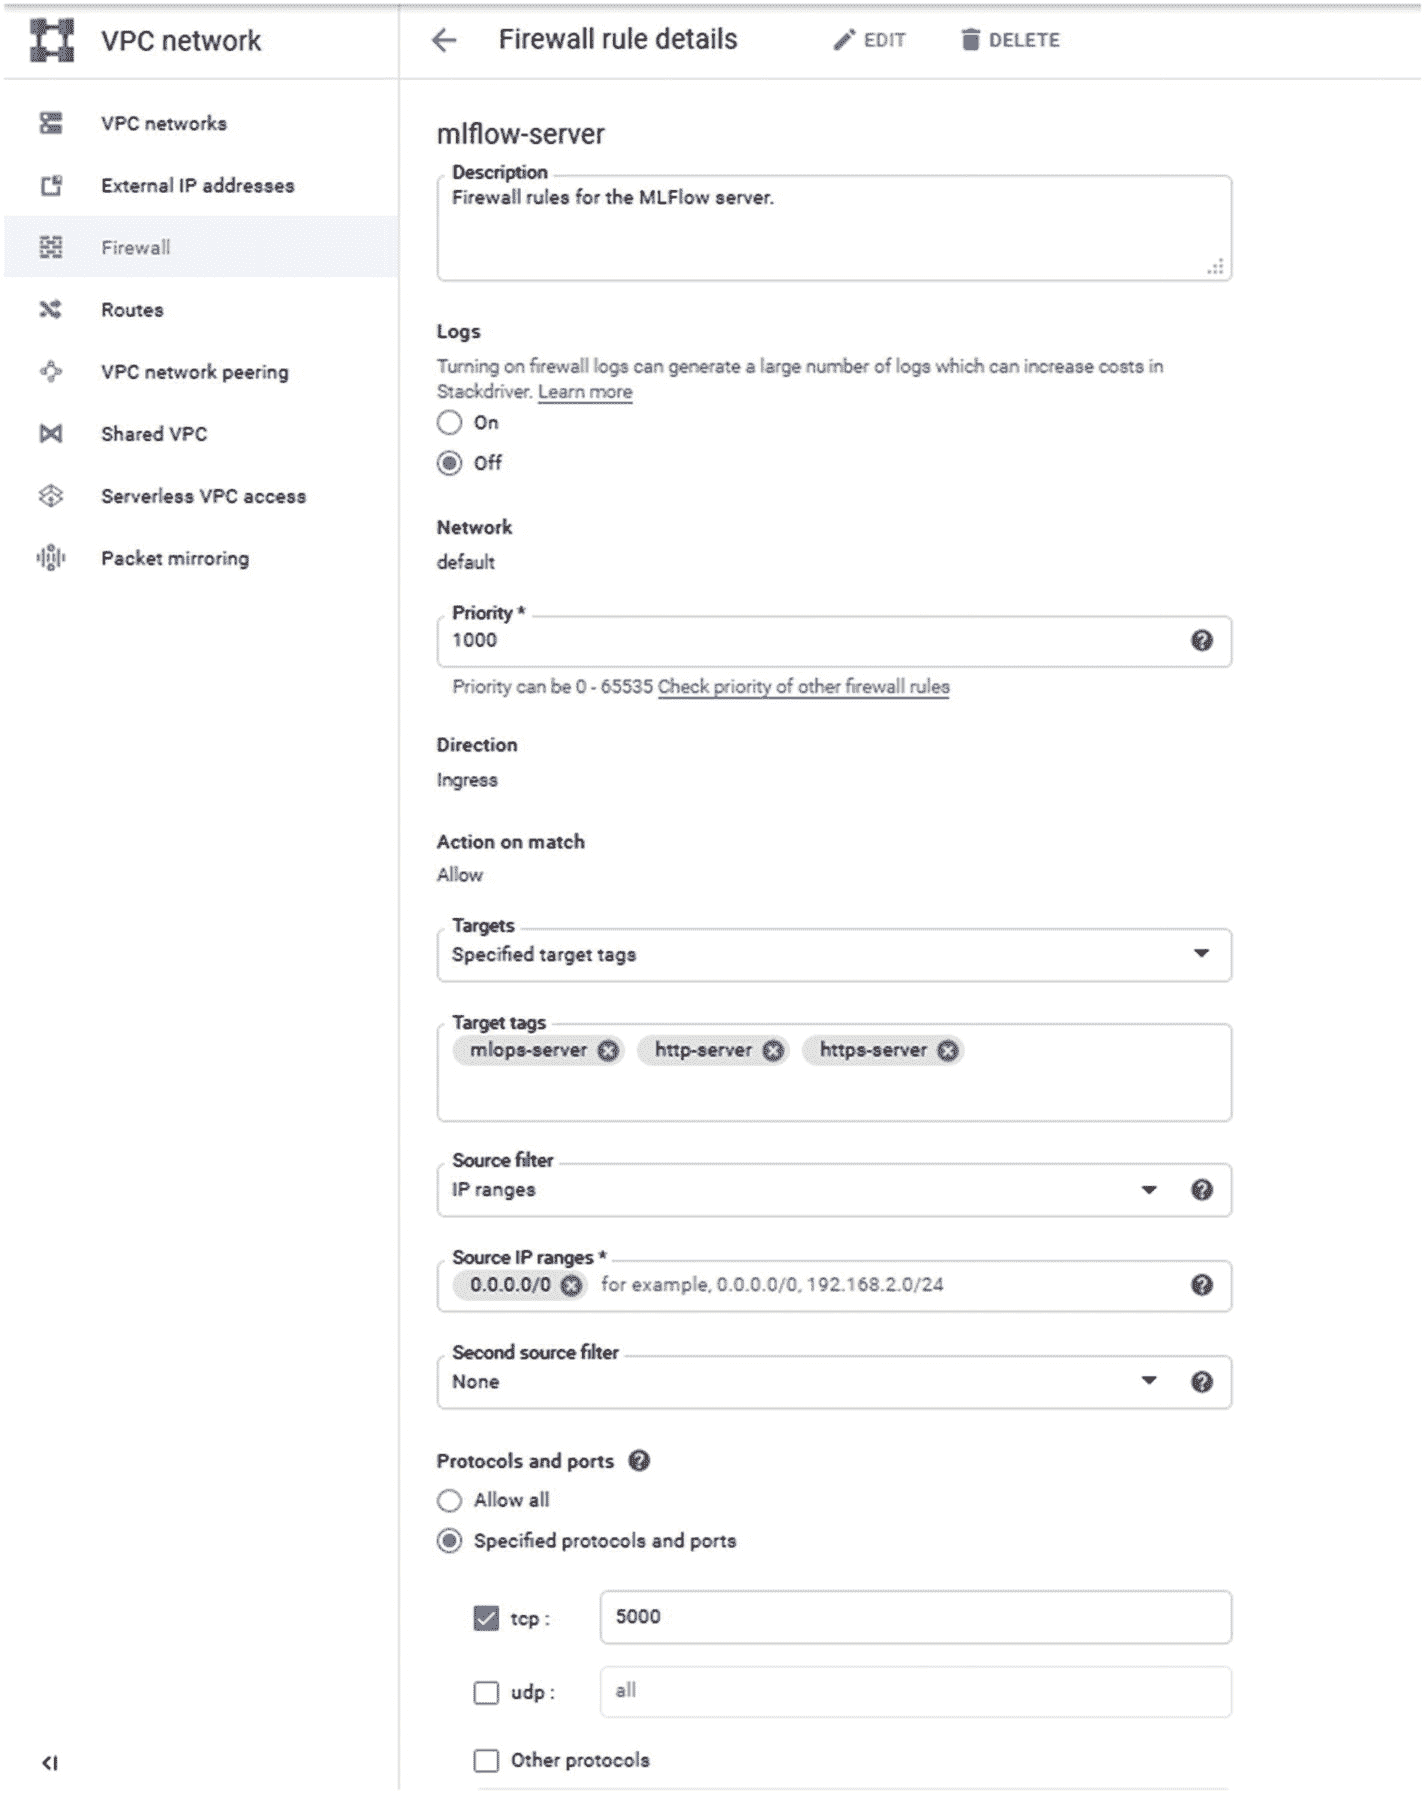 VPC network
Firewall rule details
EDIT
DELETE
VPC networks
External IP addresses
Firewall
Routes
VPC network peering
Shared VPC
Serverless VPC access
Packet mirroring
mlflow-server
Description
Firewall rules for the MLFlow server.
Logs
Turning on firewall logs can generate a large number of logs which can increase costs in
Stackdriver. Learn more
On
Off
Network
default
Priority *
1000
Priority can be 0 - 65535 Check priority of other firewall rules
Direction
Ingress
Action on match
Allow
Targets
Specified target tags
Target tags
mlops-server http-server https-server
Source filter
IP ranges
Source IP ranges *
0.0.0.0/0 for example, 0.0.0.0/0, 192.168.2.0/24
Second source filter
None
Protocols and ports
Allow all
Specified protocols and ports
tcp : 5000
udp : all
Other protocols